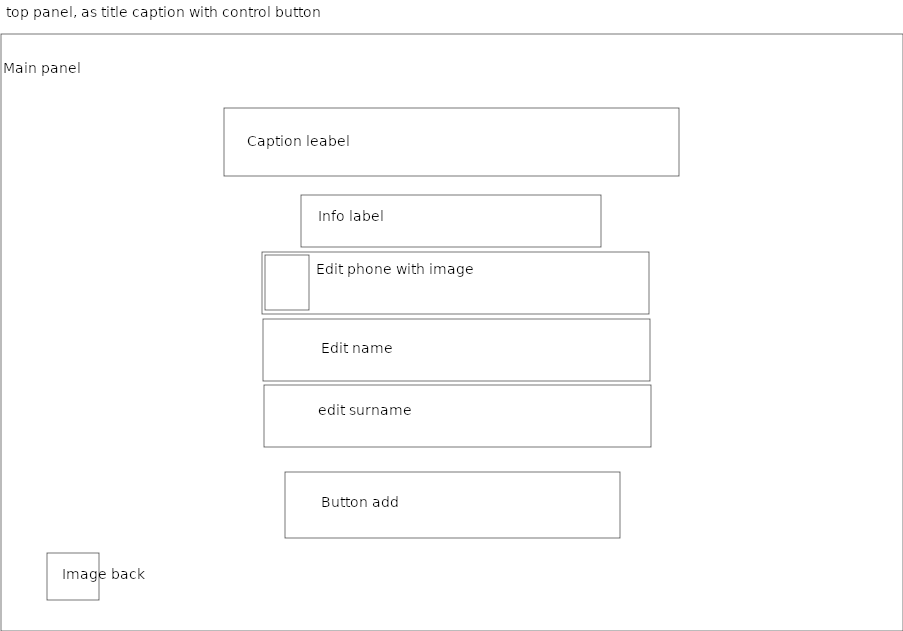 top panel, as title caption with control button
Main panel
Caption leabel
Info label
Edit phone with image
Edit name
edit surname
Button add
Image back